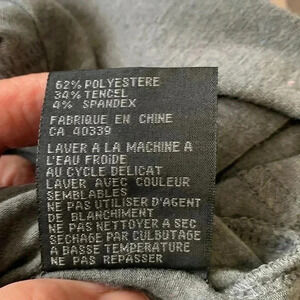 62% POLYESTERE
34% TENCEL
4% SPANDEX
FABRIQUE EN CHINE
CA 40339
LAVER A LA MACHINE A
L'EAU FROIDE
AU CYCLE DELICAT
LAVER AVEC COULEUR
SEMBLABLES
NE PAS UTILISER D'AGENT
DE BLANCHIMENT
NE PAS NETTOYER A SEC
SECHAGE PAR CULBUTAGE
A BASSE TEMPERATURE
NE PAS REPASSER